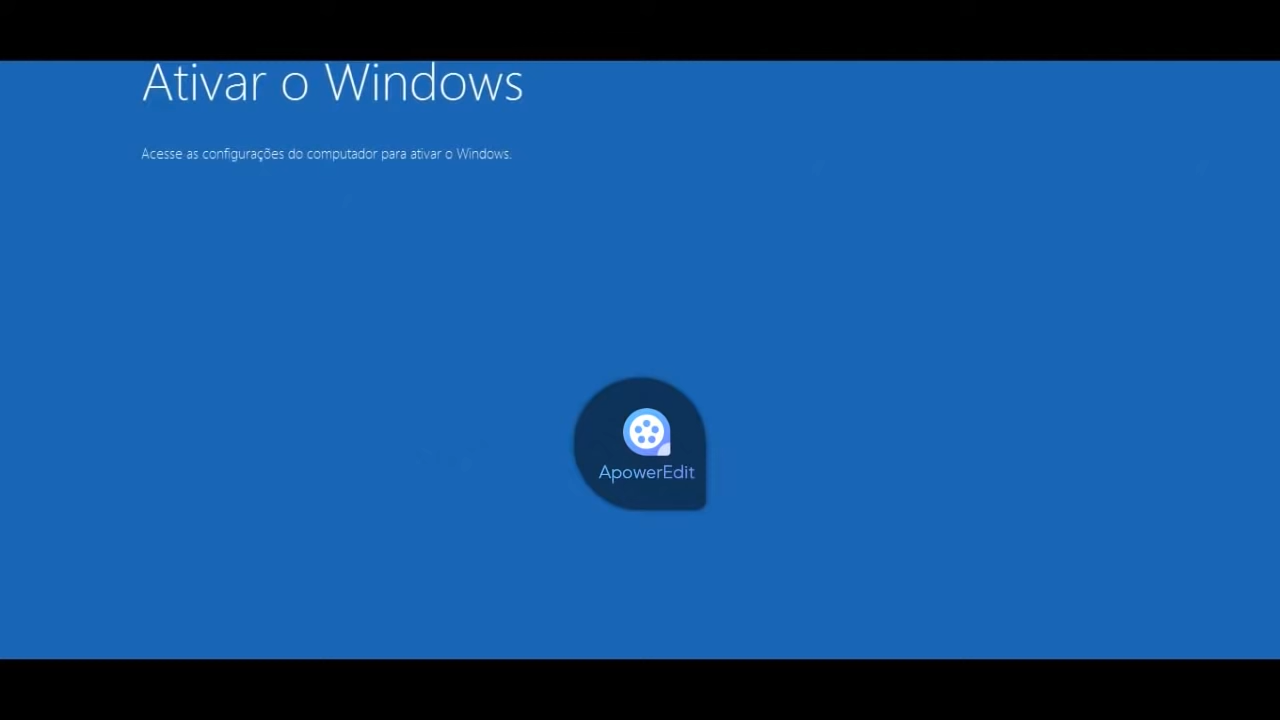 Ativar o Windows
Acesse as configurações do computador para ativar o Windows.
ApowerEdit